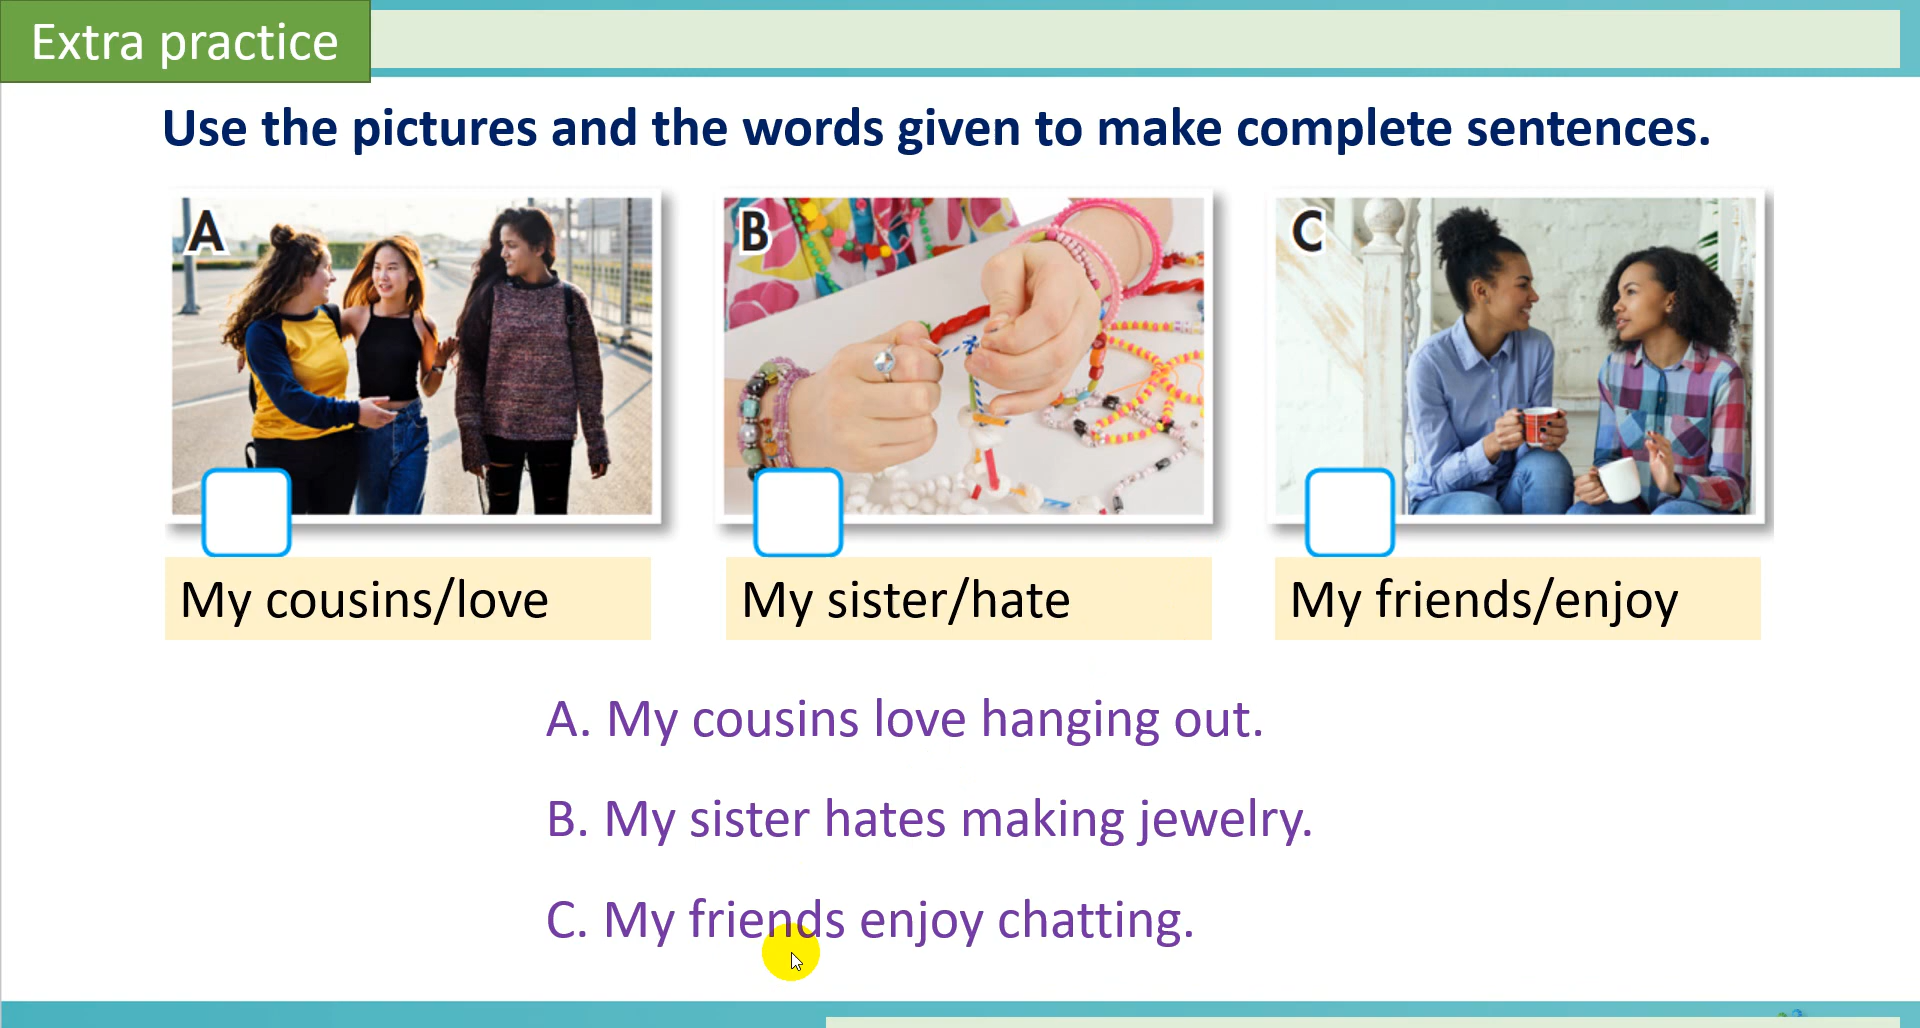 Extra practice
Use the pictures and the words given to make complete sentences.
A
B
C
My cousins/love
My sister/hate
My friends/enjoy
A. My cousins love hanging out.
B. My sister hates making jewelry.
C. My friends enjoy chatting.